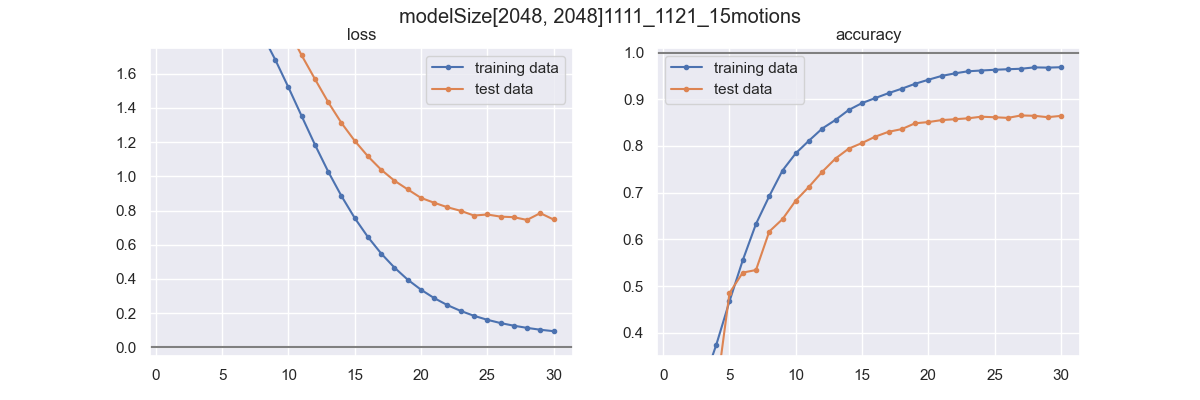 modelSize[2048, 2048]1111_1121_15motions
loss
1.6
1.4
1.2
1.0
0.8
0.6
0.4
0.2
0.0
0 5 10 15 20 25 30
training data
test data
accuracy
1.0
0.9
0.8
0.7
0.6
0.5
0.4
0 5 10 15 20 25 30
training data
test data